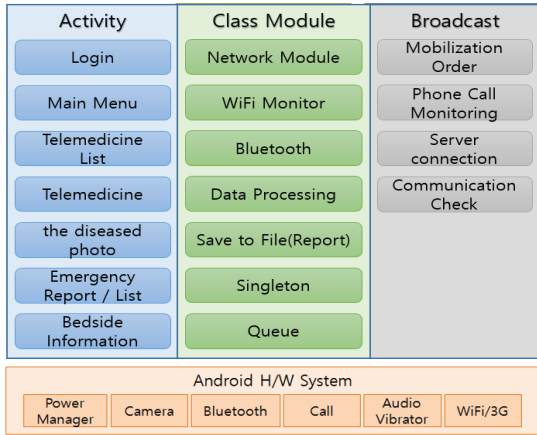 Activity
Login
Main Menu
Telemedicine
List
Telemedicine
the diseased
photo
Emergency
Report / List
Bedside
Information
Class Module
Network Module
WiFi Monitor
Bluetooth
Data Processing
Save to File(Report)
Singleton
Queue
Broadcast
Mobilization
Order
Phone Call
Monitoring
Server
connection
Communication
Check
Android H/W System
Power
Manager
Camera
Bluetooth
Call
Audio
Vibrator
WiFi/3G